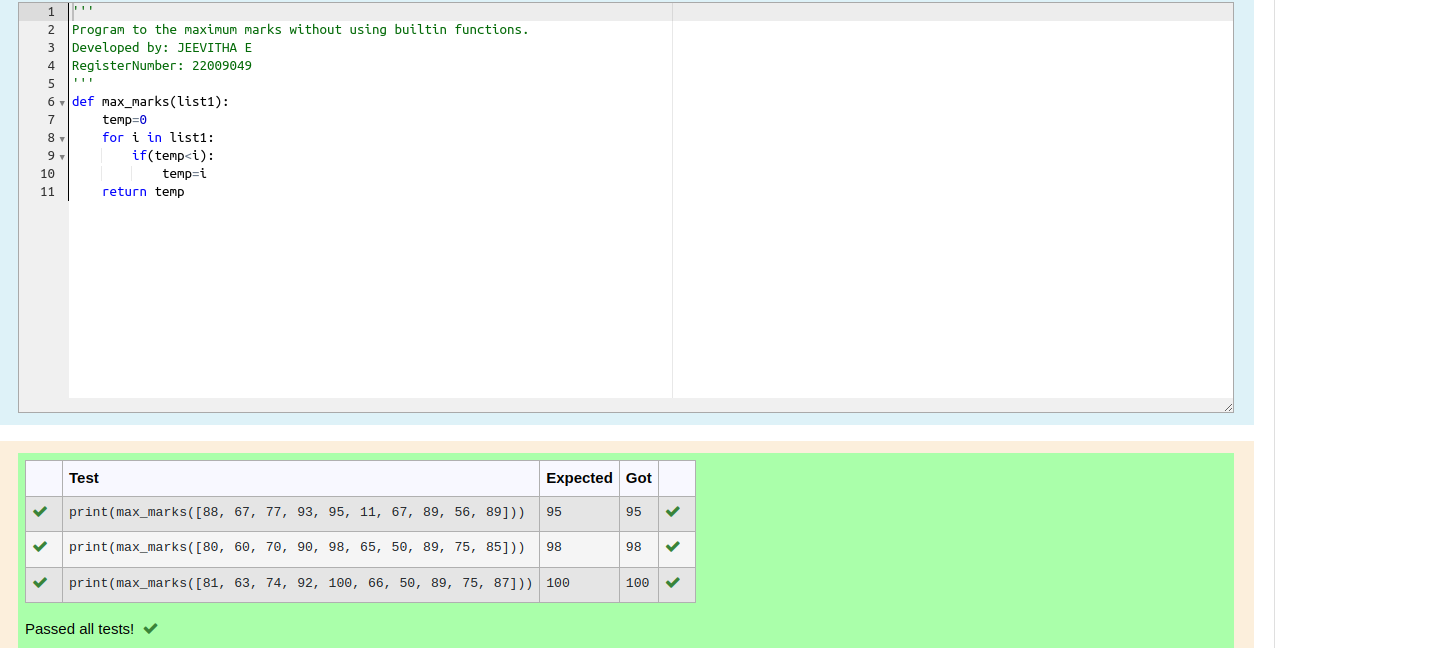 1 '''
2 Program to the maximum marks without using builtin functions.
3 Developed by: JEEVITHA E
4 RegisterNumber: 22009049
5 '''
6 def max_marks(list1):
7     temp=0
8     for i in list1:
9         if(temp<i):
10             temp=i
11     return temp
Test Expected Got
print(max_marks([88, 67, 77, 93, 95, 11, 67, 89, 56, 89])) 95 95
print(max_marks([80, 60, 70, 90, 98, 65, 50, 89, 75, 85])) 98 98
print(max_marks([81, 63, 74, 92, 100, 66, 50, 89, 75, 87])) 100 100
Passed all tests!